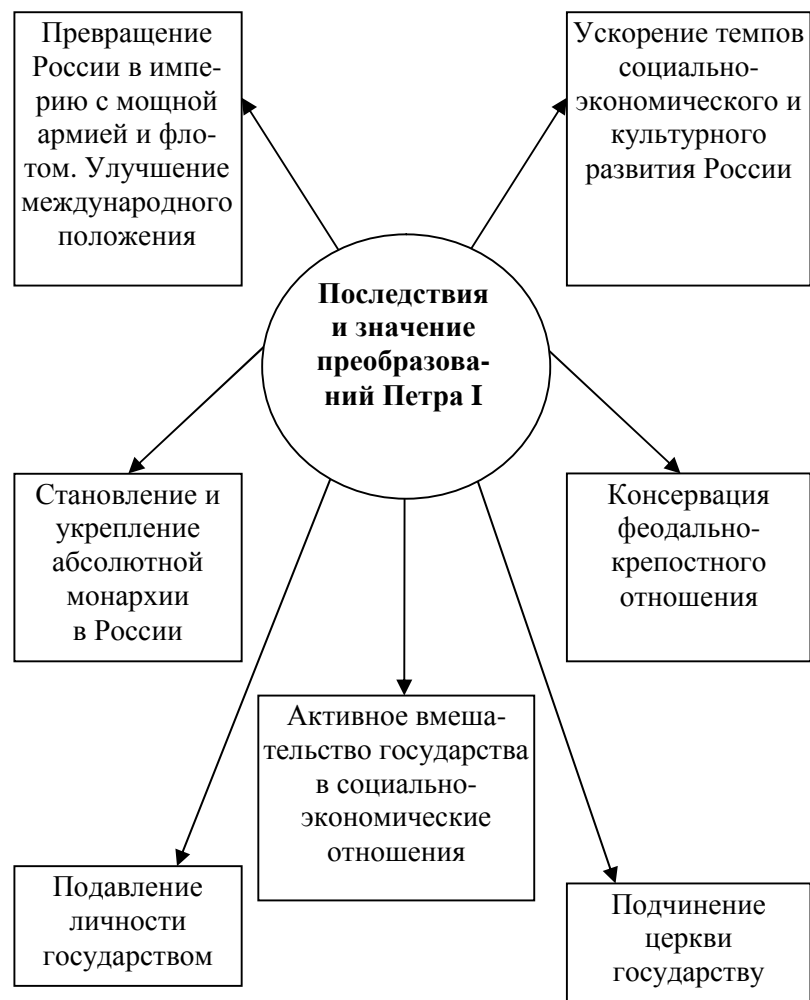 Превращение
России в импе-
рию с мощной
армией и фло-
том. Улучшение
международного
положения
Ускорение темпов
социально-
экономического и
культурного
развития России
Последствия
и значение
преобразова-
ний Петра I
Становление и
укрепление
абсолютной
монархии
в России
Консервация
феодально-
крепостного
отношения
Активное вмеша-
тельство государства
в социально-
экономические
отношения
Подавление
личности
государством
Подчинение
церкви
государству